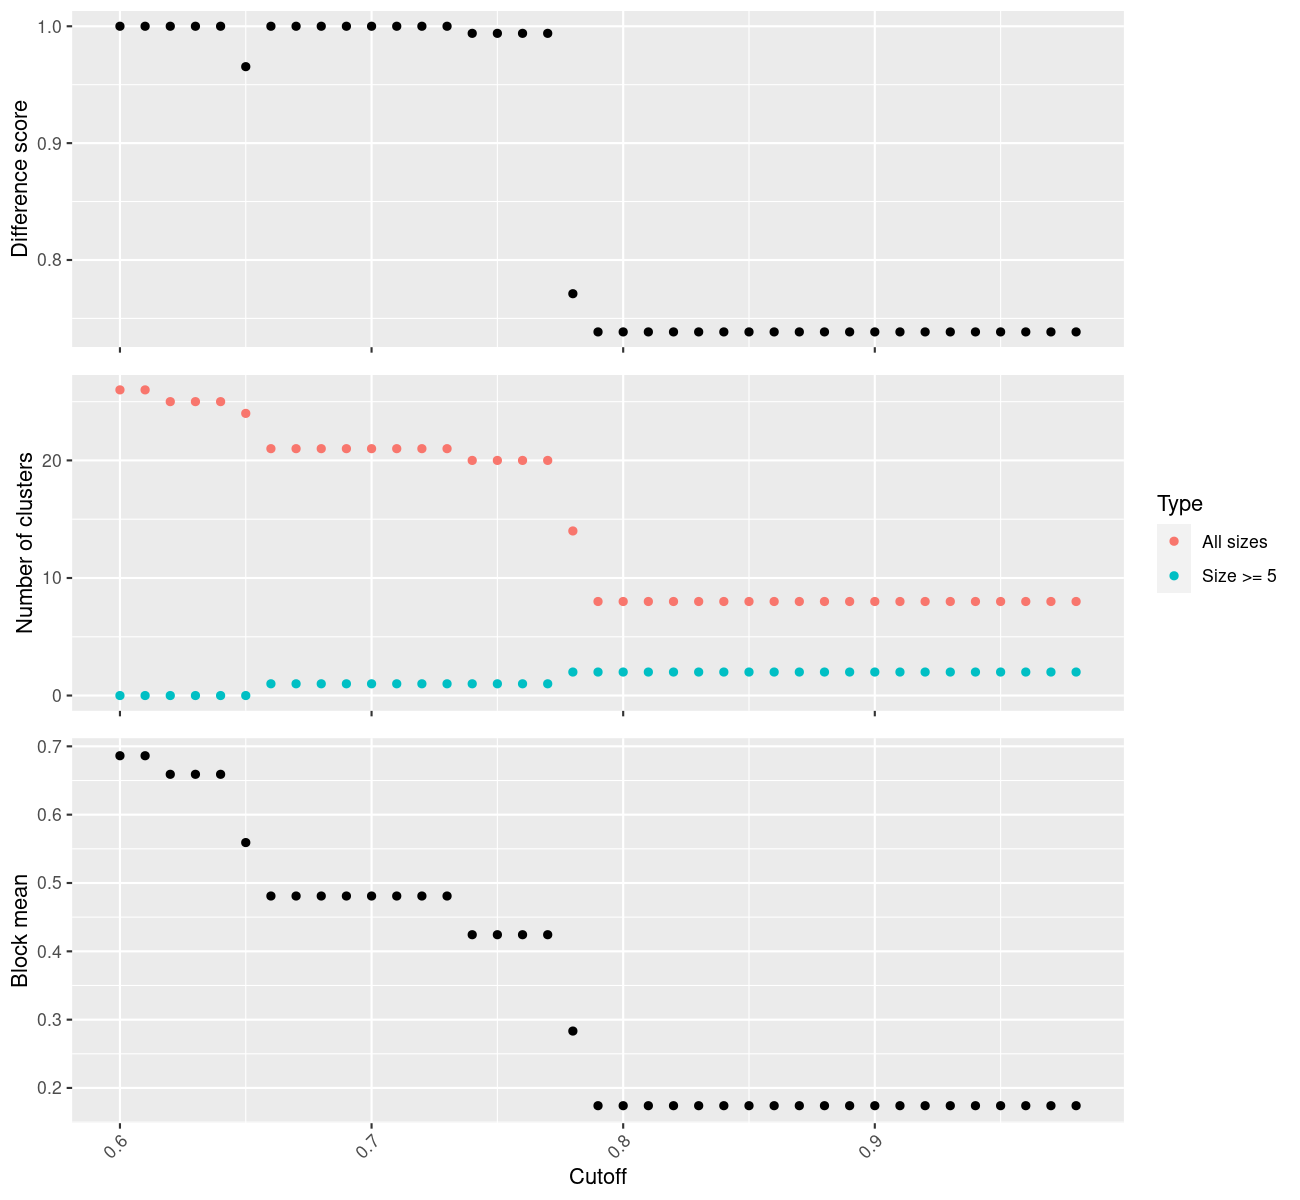 1.0
0.9
0.8
Difference score
20
10
0
Number of clusters
Type
All sizes
Size >= 5
0.7
0.6
0.5
0.4
0.3
0.2
Block mean
0.6
0.7
0.8
0.9
Cutoff